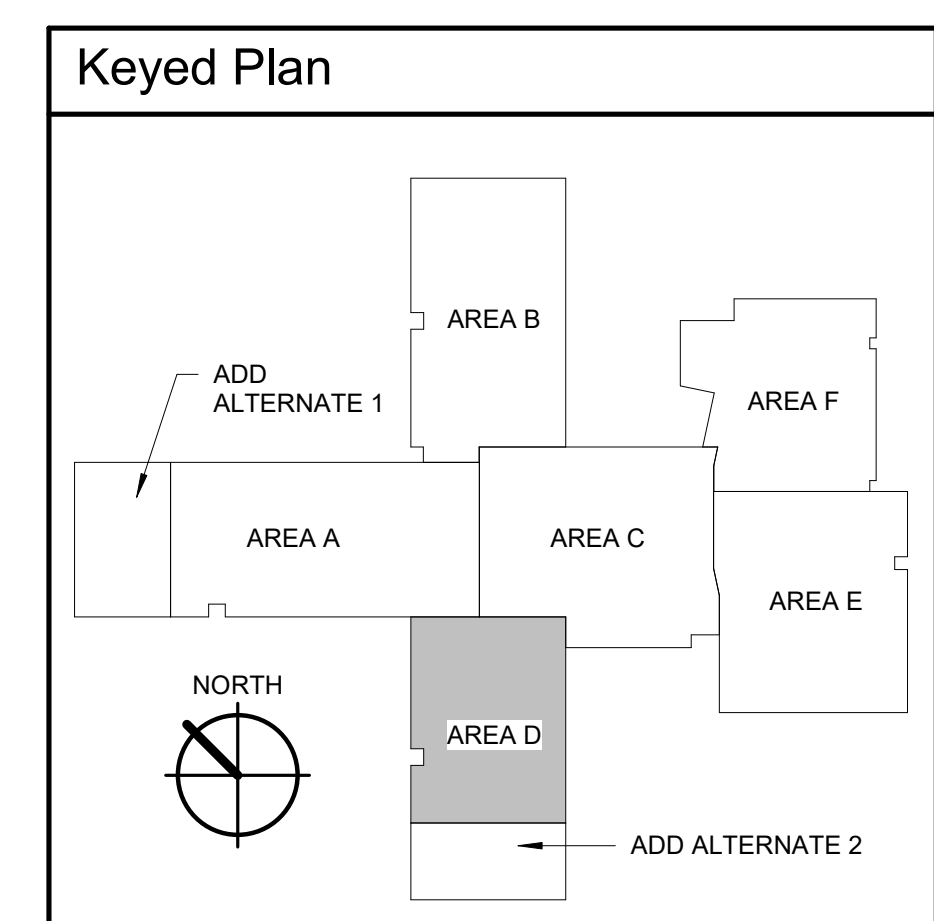 Keyed Plan
AREA B
ADD
ALTERNATE 1
AREA F
AREA A
AREA C
AREA E
NORTH
AREA D
ADD ALTERNATE 2